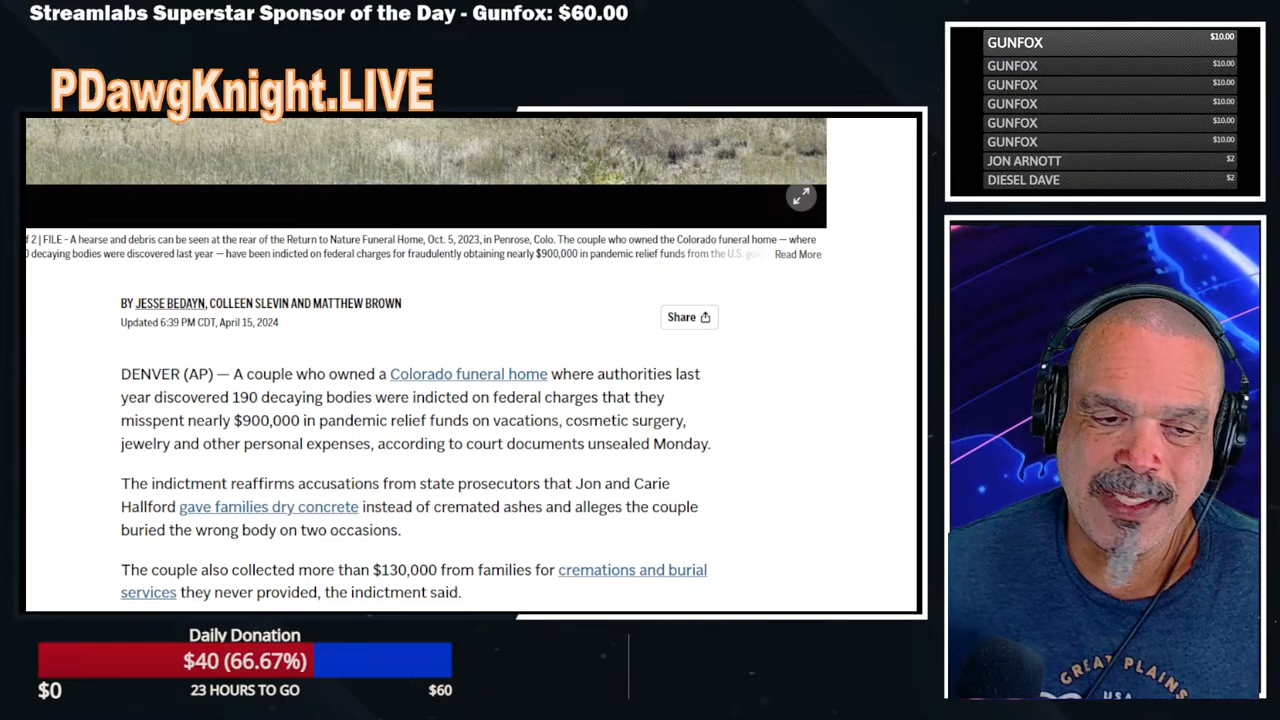 Streamlabs Superstar Sponsor of the Day - Gunfox: $60.00
PDawgKnight.LIVE
GUNFOX $10.00
GUNFOX $10.00
GUNFOX $10.00
GUNFOX $10.00
GUNFOX $10.00
GUNFOX $10.00
JON ARNOTT $2
DIESEL DAVE $2
f 2 | FILE - A hearse and debris can be seen at the rear of the Return to Nature Funeral Home, Oct. 5, 2023, in Penrose, Colo. The couple who owned the Colorado funeral home — where
0 decaying bodies were discovered last year — have been indicted on federal charges for fraudulently obtaining nearly $900,000 in pandemic relief funds from the U.S. Read More
BY JESSE BEDAYN, COLLEEN SLEVIN AND MATTHEW BROWN
Updated 6:39 PM CDT, April 15, 2024
Share
DENVER (AP) — A couple who owned a Colorado funeral home where authorities last
year discovered 190 decaying bodies were indicted on federal charges that they
misspent nearly $900,000 in pandemic relief funds on vacations, cosmetic surgery,
jewelry and other personal expenses, according to court documents unsealed Monday.
The indictment reaffirms accusations from state prosecutors that Jon and Carie
Hallford gave families dry concrete instead of cremated ashes and alleges the couple
buried the wrong body on two occasions.
The couple also collected more than $130,000 from families for cremations and burial
services they never provided, the indictment said.
Daily Donation
$40 (66.67%)
$0 23 HOURS TO GO $60
GREAT PLAINS
USA